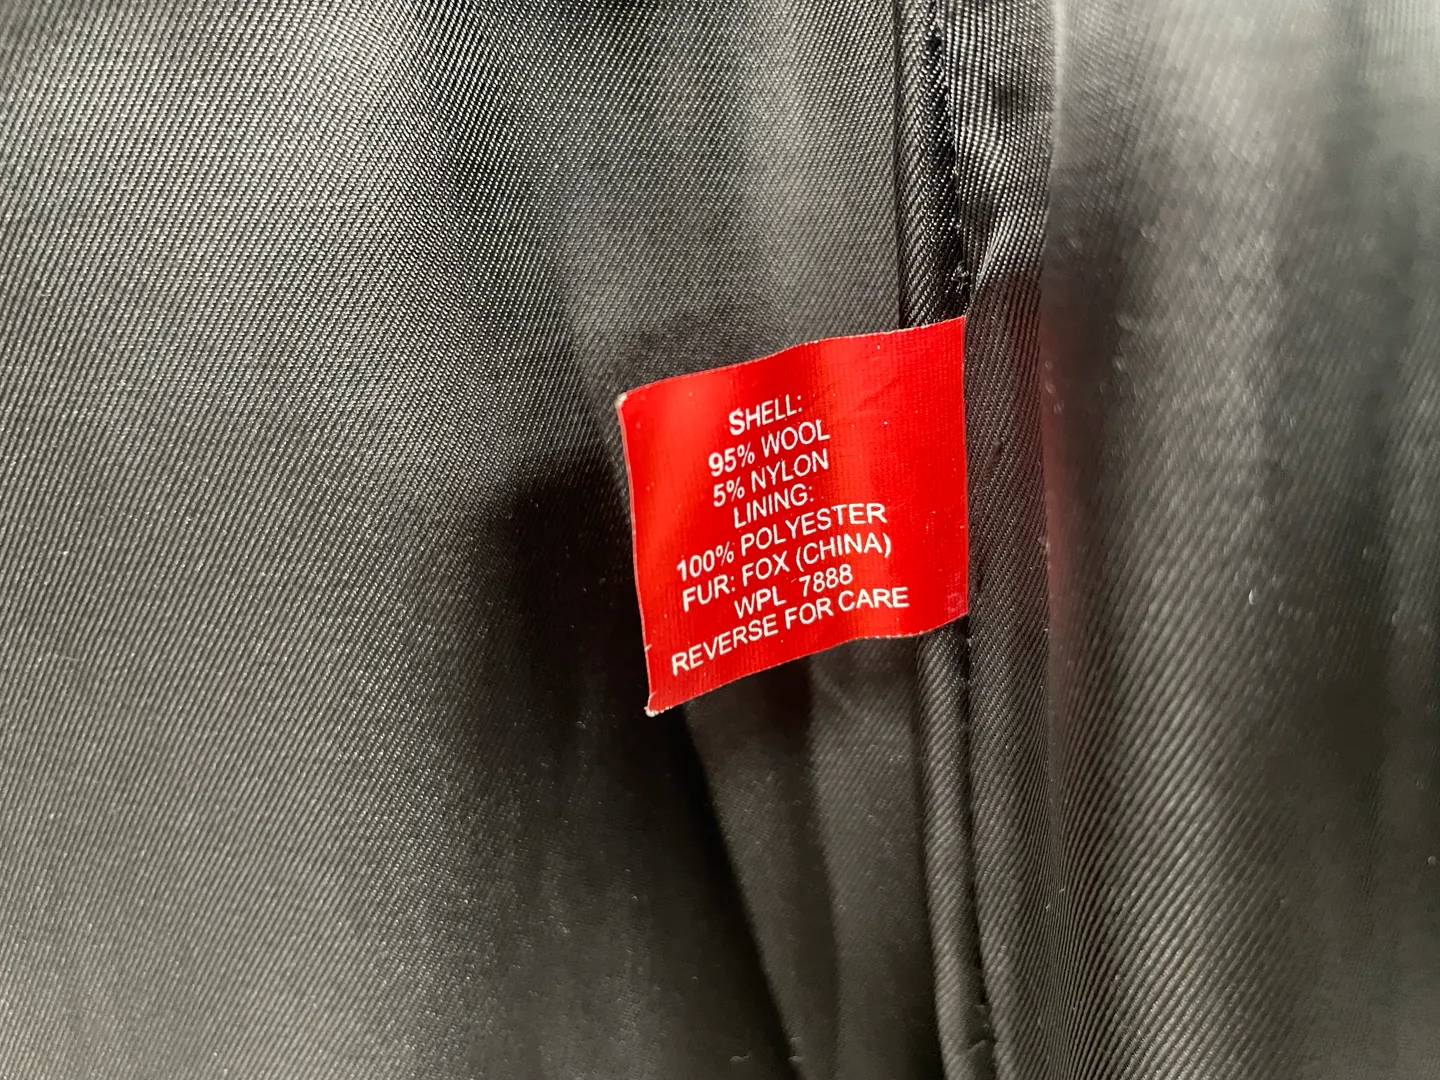 SHELL:
95% WOOL
5% NYLON
LINING:
100% POLYESTER
FUR: FOX (CHINA)
WPL 7888
REVERSE FOR CARE